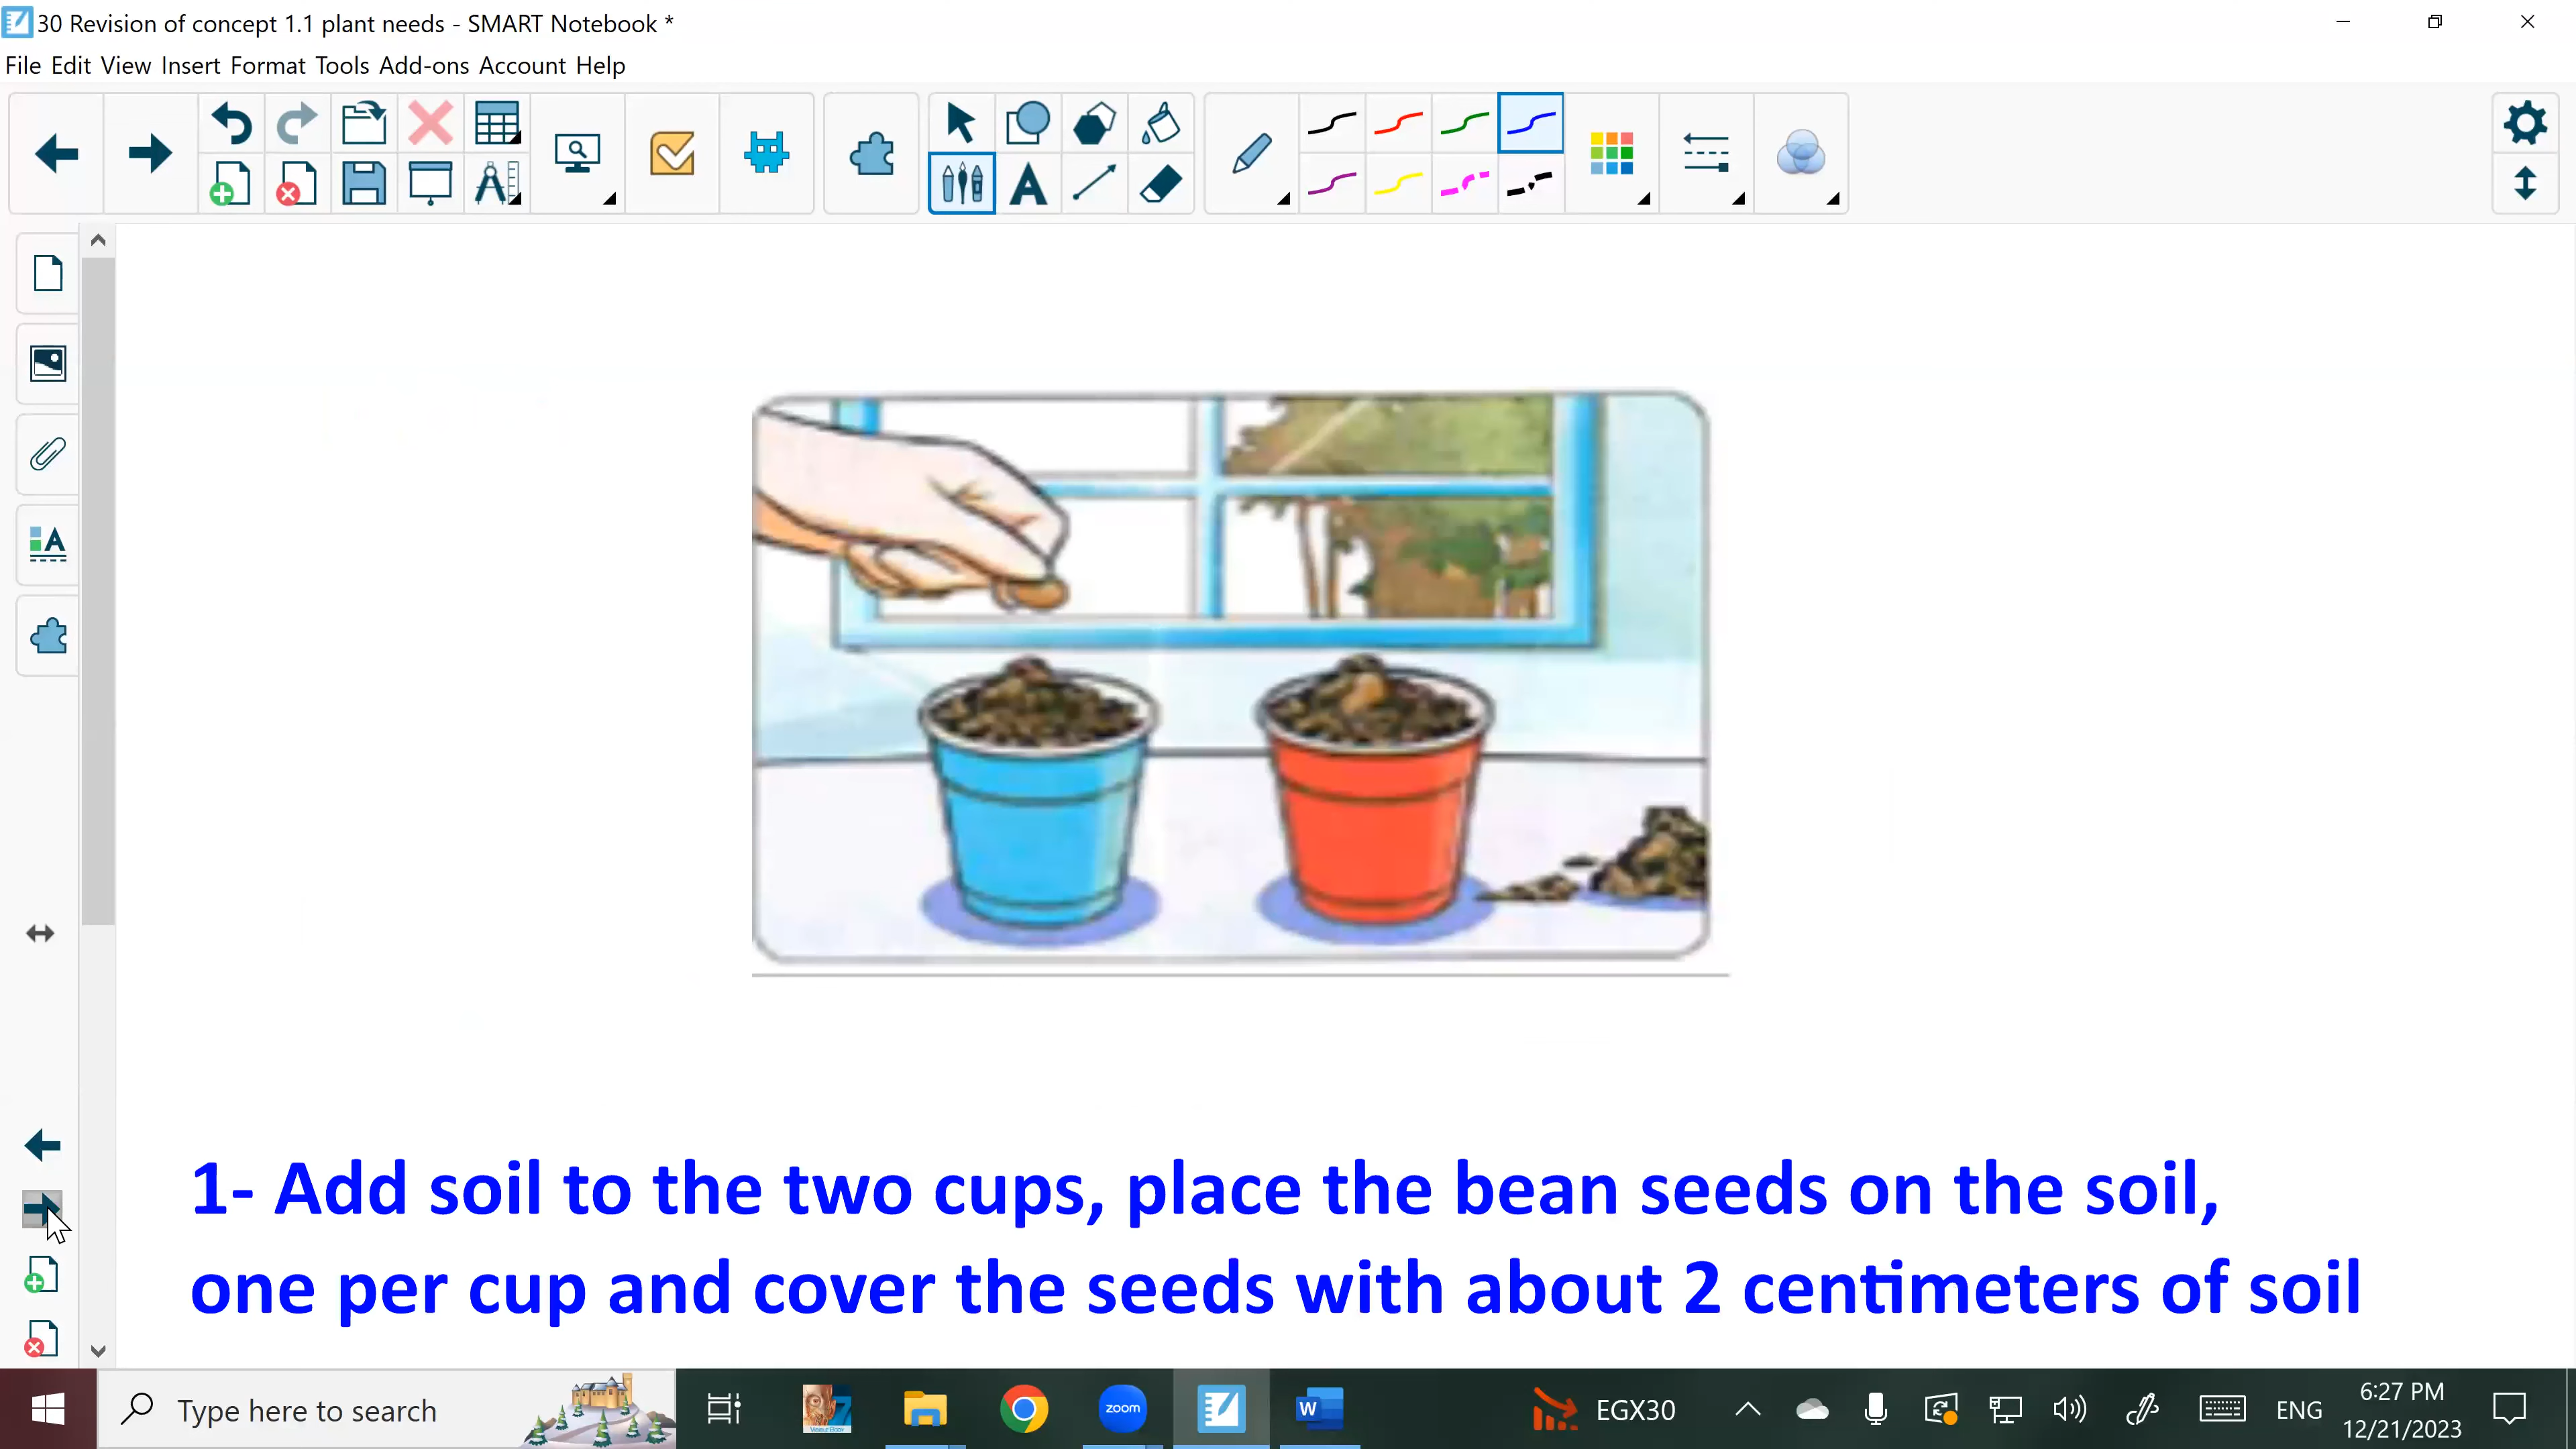 30 Revision of concept 1.1 plant needs - SMART Notebook *
File Edit View Insert Format Tools Add-ons Account Help
1- Add soil to the two cups, place the bean seeds on the soil,
one per cup and cover the seeds with about 2 centimeters of soil
Type here to search
zoom
W
EGX30
ENG
6:27 PM
12/21/2023